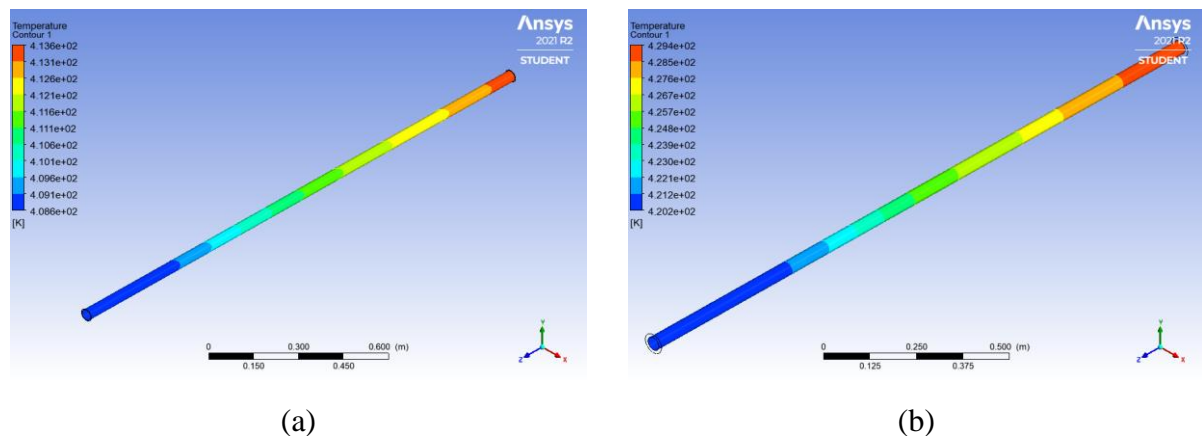 Temperature
Contour 1
4.136e+02
4.131e+02
4.126e+02
4.116e+02
4.111e+02
4.106e+02
4.101e+02
4.096e+02
4.091e+02
4.086e+02
[K]
Ansys
2021 R2
STUDENT
0 0.300 0.600 (m)
0.150 0.450
Y
Z X
(a)
Temperature
Contour 1
4.294e+02
4.285e+02
4.276e+02
4.267e+02
4.257e+02
4.248e+02
4.239e+02
4.230e+02
4.221e+02
4.212e+02
4.202e+02
[K]
Ansys
2021 R2
STUDENT
0 0.250 0.500 (m)
0.125 0.375
Y
Z X
(b)